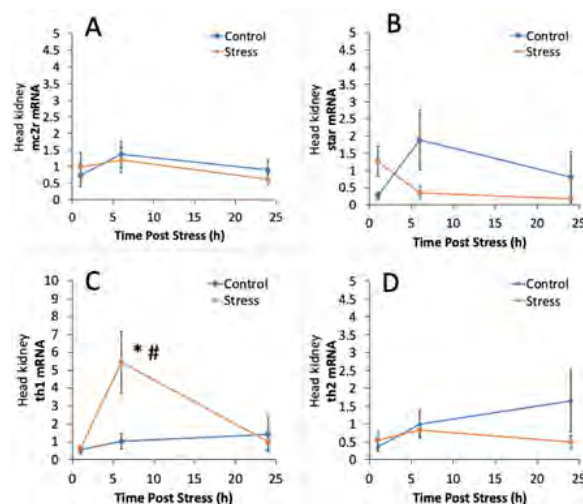 A
Control
Stress
Head kidney
mc2r mRNA
5
4.5
4
3.5
3
2.5
2
1.5
1
0.5
0
0 5 10 15 20 25
Time Post Stress (h)
B
Control
Stress
Head kidney
star mRNA
5
4.5
4
3.5
3
2.5
2
1.5
1
0.5
0
0 5 10 15 20 25
Time Post Stress (h)
C
Control
Stress
Head kidney
th1 mRNA
10
9
8
7
6
5
4
3
2
1
0
* #
0 5 10 15 20 25
Time Post Stress (h)
D
Control
Stress
Head kidney
th2 mRNA
5
4.5
4
3.5
3
2.5
2
1.5
1
0.5
0
0 5 10 15 20 25
Time Post Stress (h)